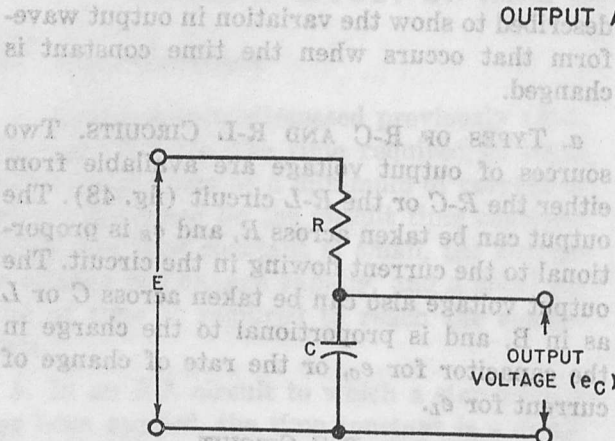 OUTPUT
described to show the variation in output wave-
form that occurs when the time constant is
changed.
a. TYPES OF R-C AND R-L CIRCUITS. Two
sources of output voltage are available from
either the R-C or the R-L circuit (fig. 48). The
output can be taken across R, and is propor-
tional to the current flowing in the circuit. The
output voltage also can be taken across C or L
as in B, and is proportional to the charge in
the capacitor for eC, or the rate of change of
current for eL.
E
R
C
OUTPUT
VOLTAGE (eC)